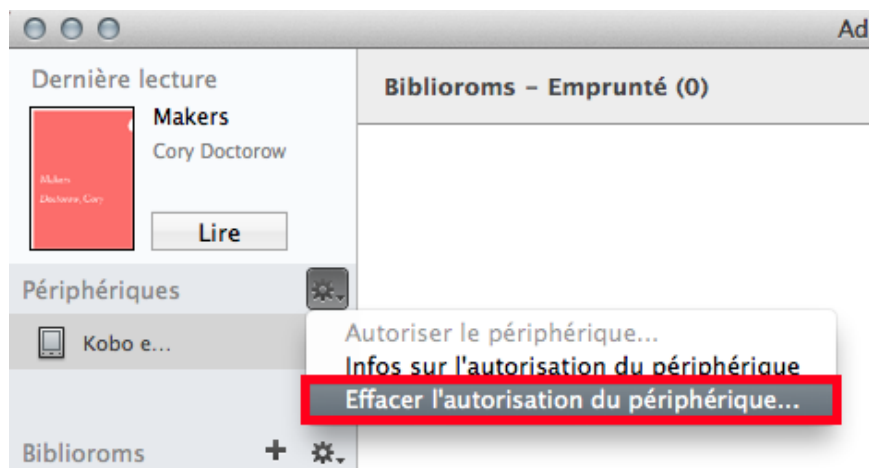 Ad
Dernière lecture
Makers
Cory Doctorow
Makers
Doctorow, Cory
Lire
Biblioroms – Emprunté (0)
Périphériques
Kobo e...
Autoriser le périphérique...
Infos sur l'autorisation du périphérique
Effacer l'autorisation du périphérique...
Biblioroms